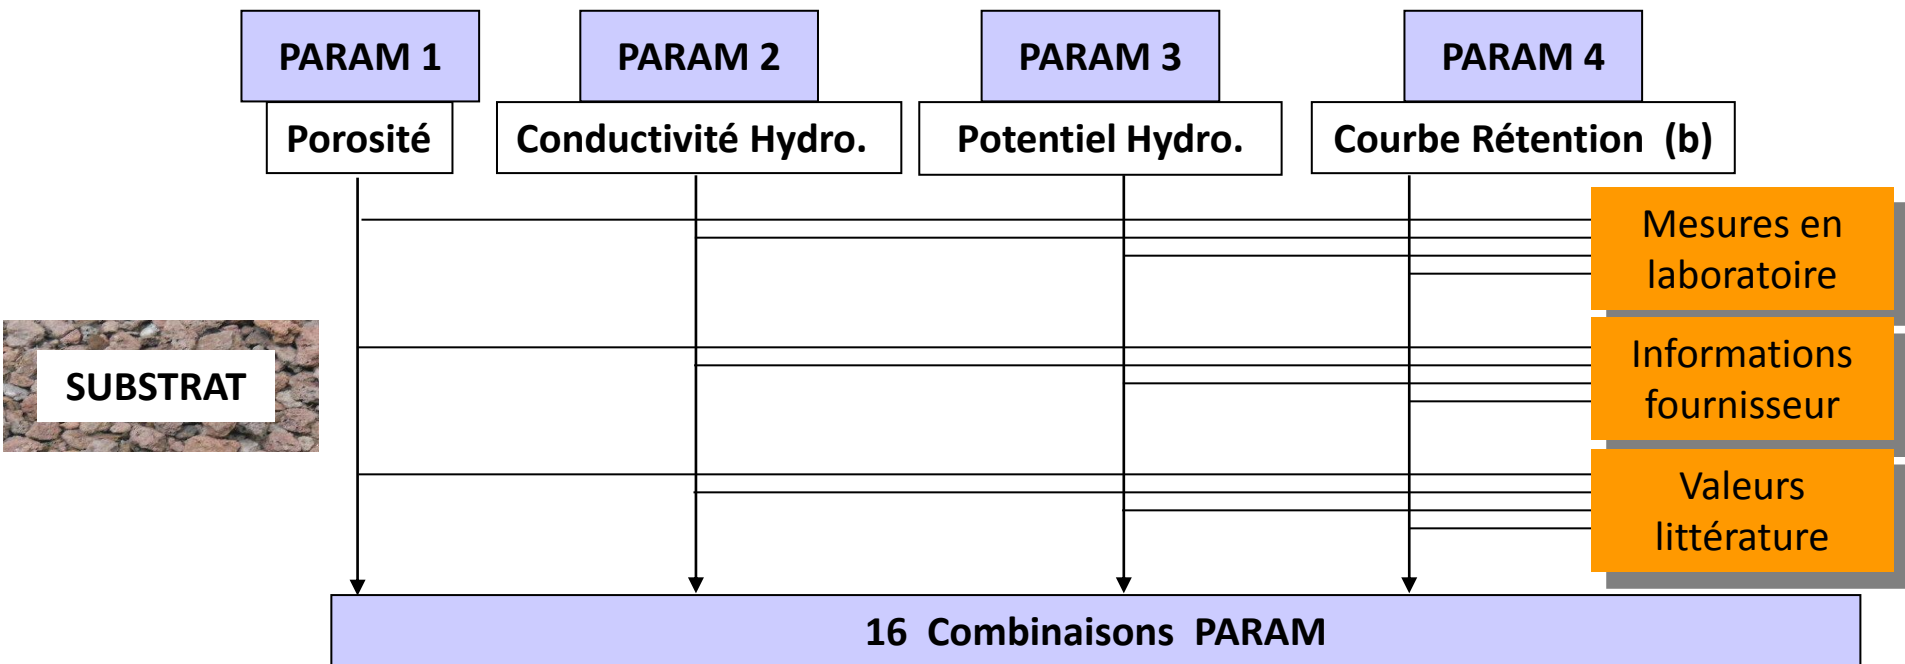 PARAM 1
PARAM 2
PARAM 3
PARAM 4
Porosité
Conductivité Hydro.
Potentiel Hydro.
Courbe Rétention (b)
Mesures en
laboratoire
Informations
fournisseur
Valeurs
littérature
SUBSTRAT
16 Combinaisons PARAM